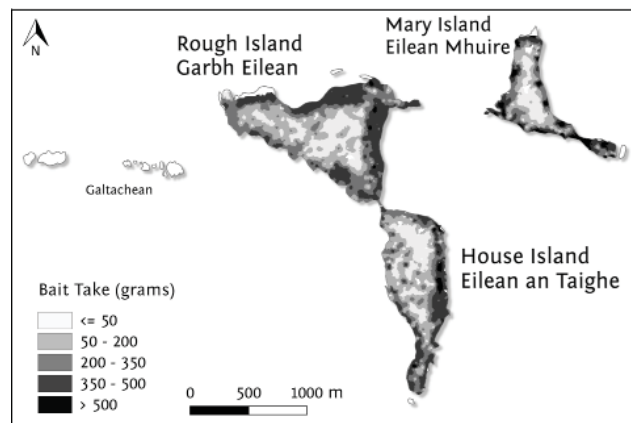 N
Rough Island
Garbh Eilean
Mary Island
Eilean Mhuire
Galtachean
House Island
Eilean an Taighe
Bait Take (grams)
<= 50
50 - 200
200 - 350
350 - 500
> 500
0 500 1000 m